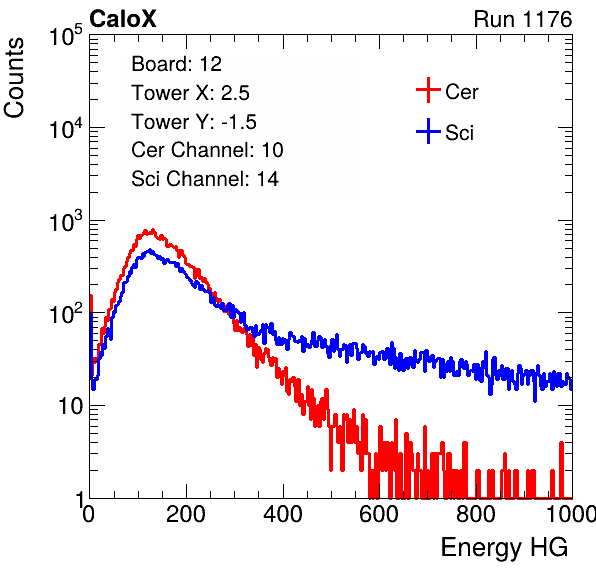 CaloX Run 1176
Counts
10^5
10^4
10^3
10^2
10
1
Board: 12
Tower X: 2.5
Tower Y: -1.5
Cer Channel: 10
Sci Channel: 14
Cer
Sci
0 200 400 600 800 1000
Energy HG